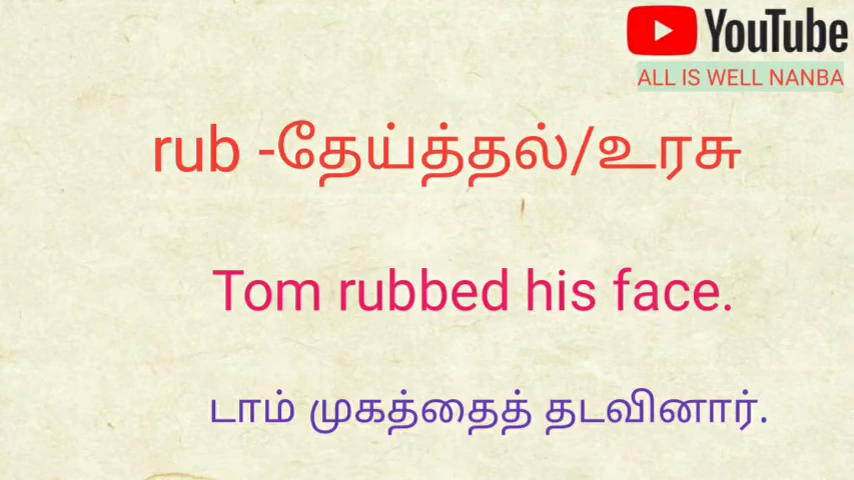 YouTube
ALL IS WELL NANBA
rub -தேய்த்தல்/உரசு
Tom rubbed his face.
டாம் முகத்தைத் தடவினார்.